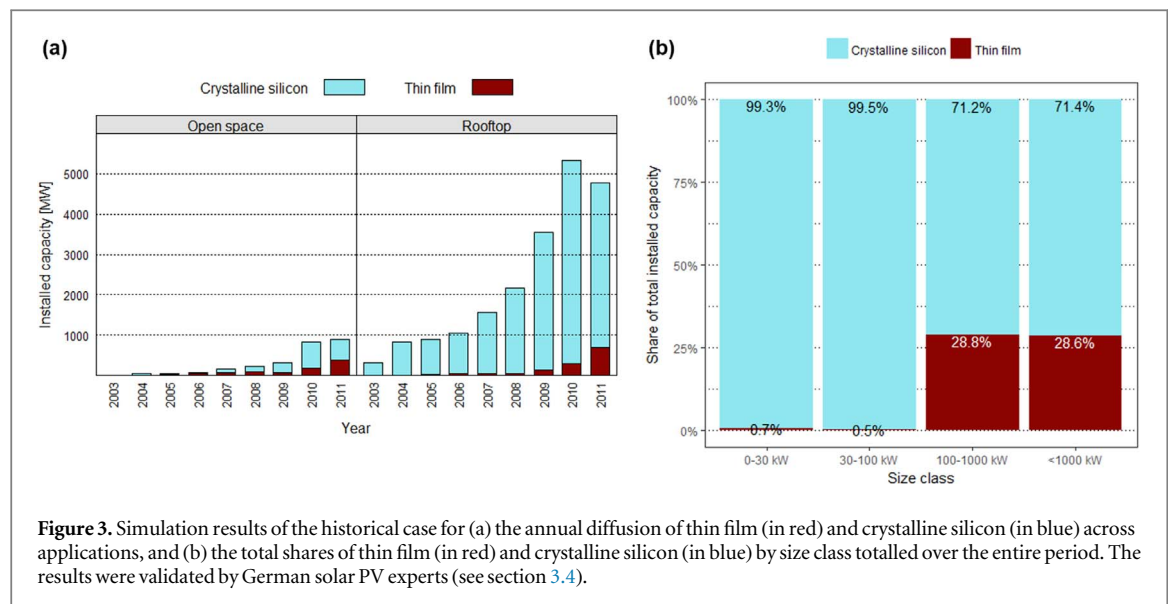 (a)
Crystalline silicon
Thin film
Open space
Rooftop
Installed capacity [MW]
5000
4000
3000
2000
1000
2003
2004
2005
2006
2007
2008
2009
2010
2011
2003
2004
2005
2006
2007
2008
2009
2010
2011
Year
(b)
Crystalline silicon
Thin film
Share of total installed capacity
100%
75%
50%
25%
0%
99.3%
99.5%
71.2%
71.4%
28.8%
28.6%
0.7%
0.5%
0-30 kW
30-100 kW
100-1000 kW
<1000 kW
Size class
Figure 3. Simulation results of the historical case for (a) the annual diffusion of thin film (in red) and crystalline silicon (in blue) across
applications, and (b) the total shares of thin film (in red) and crystalline silicon (in blue) by size class totalled over the entire period. The
results were validated by German solar PV experts (see section 3.4).